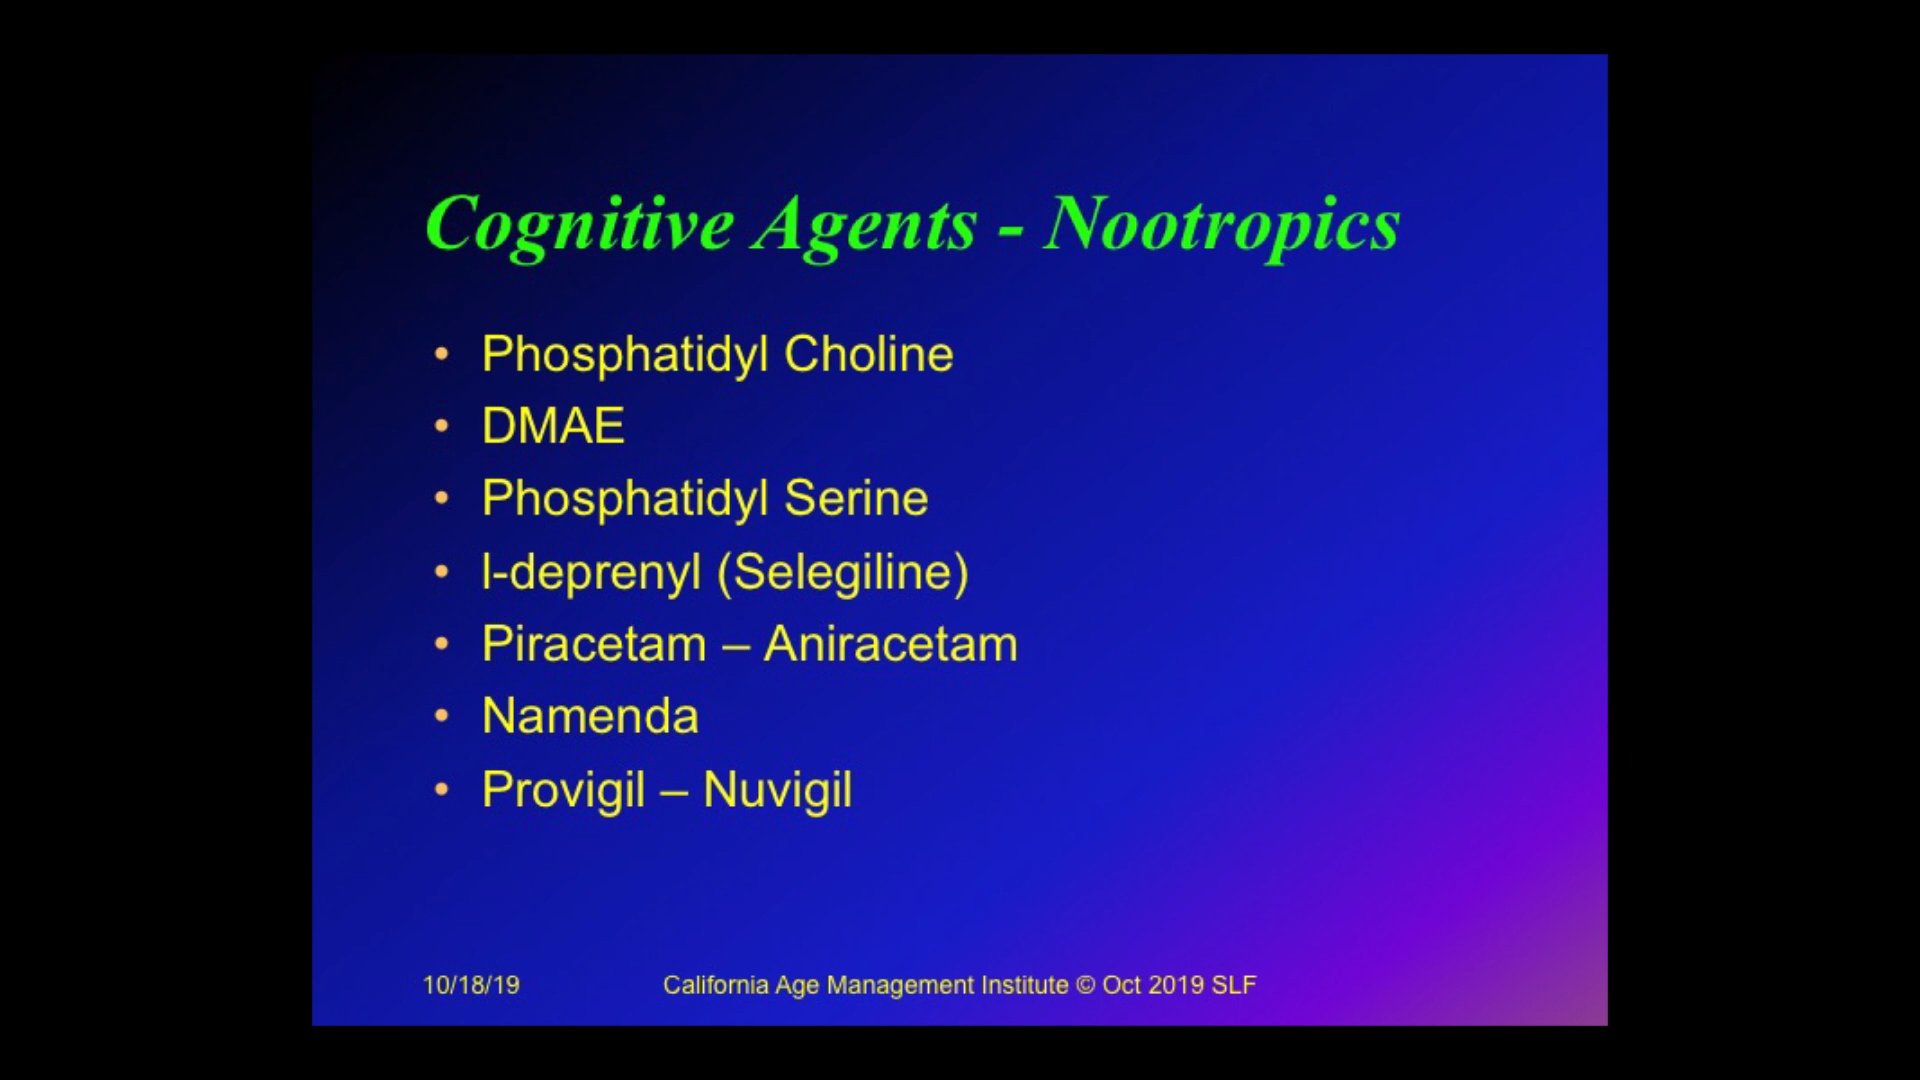 Cognitive Agents - Nootropics
• Phosphatidyl Choline
• DMAE
• Phosphatidyl Serine
• l-deprenyl (Selegiline)
• Piracetam – Aniracetam
• Namenda
• Provigil – Nuvigil
10/18/19 California Age Management Institute © Oct 2019 SLF